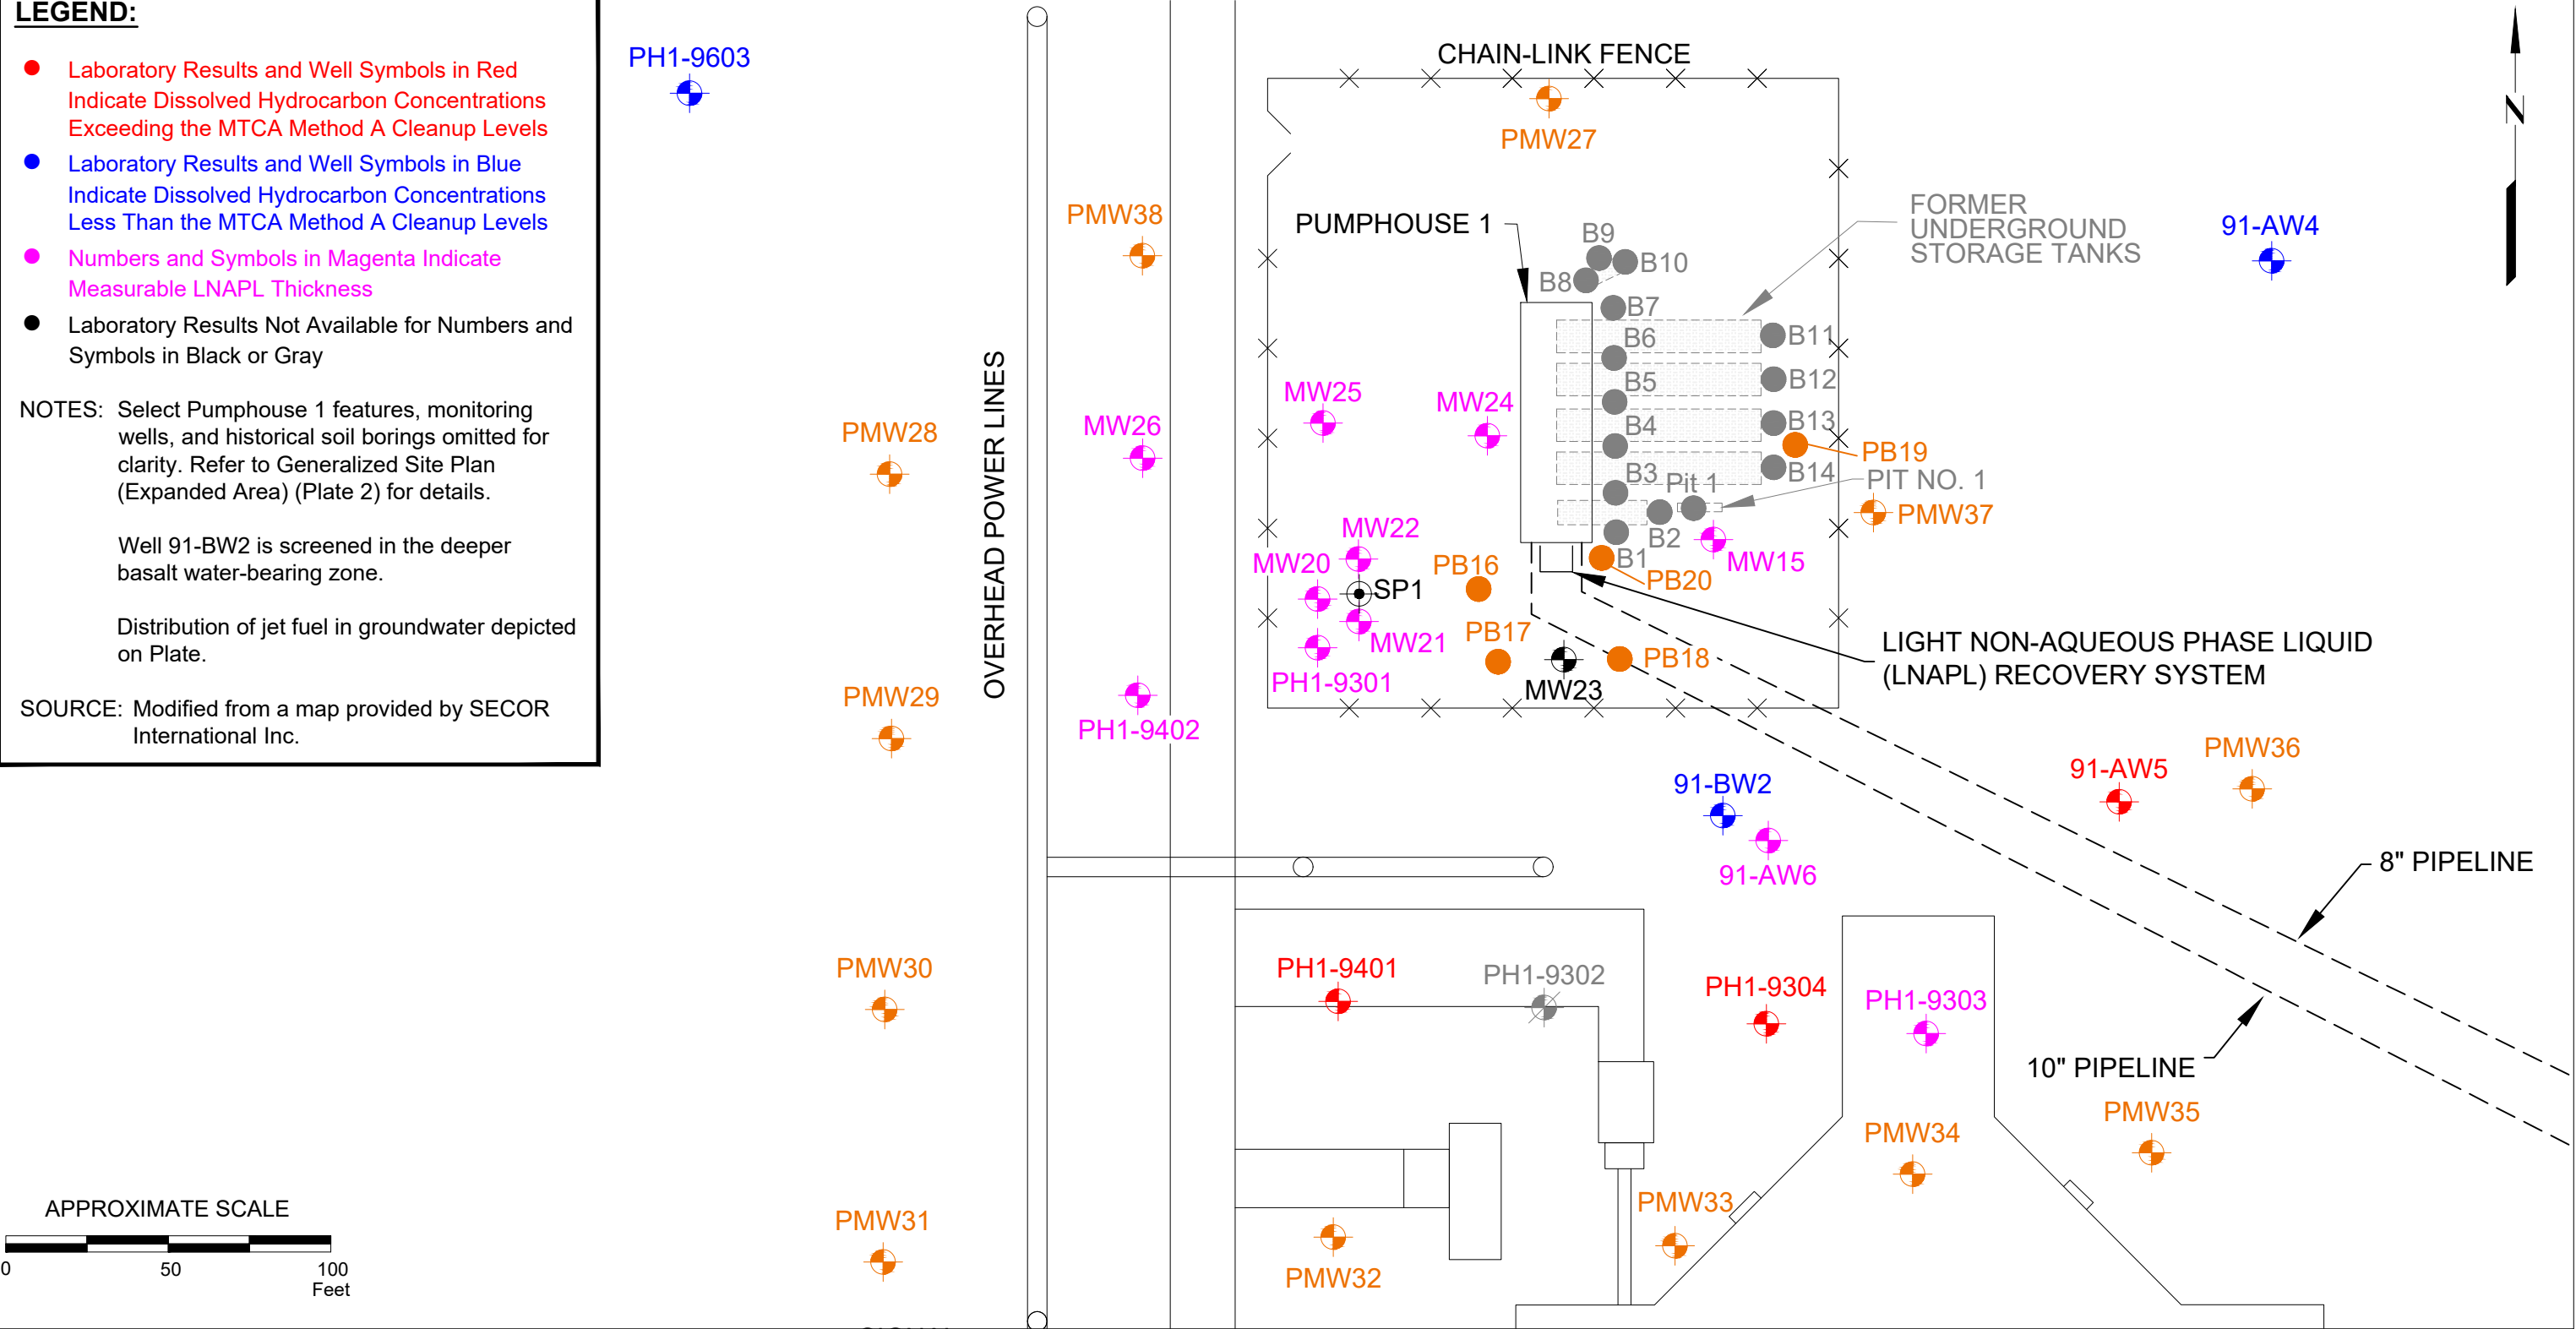 LEGEND:
Laboratory Results and Well Symbols in Red
Indicate Dissolved Hydrocarbon Concentrations
Exceeding the MTCA Method A Cleanup Levels
Laboratory Results and Well Symbols in Blue
Indicate Dissolved Hydrocarbon Concentrations
Less Than the MTCA Method A Cleanup Levels
Numbers and Symbols in Magenta Indicate
Measurable LNAPL Thickness
Laboratory Results Not Available for Numbers and
Symbols in Black or Gray
NOTES: Select Pumphouse 1 features, monitoring
wells, and historical soil borings omitted for
clarity. Refer to Generalized Site Plan
(Expanded Area) (Plate 2) for details.
Well 91-BW2 is screened in the deeper
basalt water-bearing zone.
Distribution of jet fuel in groundwater depicted
on Plate.
SOURCE: Modified from a map provided by SECOR
International Inc.
APPROXIMATE SCALE
0 50 100
Feet
PH1-9603
PMW28
PMW29
PMW30
PMW31
OVERHEAD POWER LINES
PMW38
MW26
PH1-9402
CHAIN-LINK FENCE
PMW27
PUMPHOUSE 1
B9
B10
B8
B7
B6
B11
B5
B12
B4
B13
B3
Pit 1
B14
B2
B1
FORMER
UNDERGROUND
STORAGE TANKS
PB19
PIT NO. 1
PMW37
MW25
MW24
MW22
MW20
SP1
MW21
PH1-9301
PB16
PB17
MW23
PB18
PB20
MW15
LIGHT NON-AQUEOUS PHASE LIQUID
(LNAPL) RECOVERY SYSTEM
91-AW4
N
91-BW2
91-AW6
91-AW5
PMW36
8" PIPELINE
10" PIPELINE
PH1-9401
PH1-9302
PH1-9304
PH1-9303
PMW35
PMW34
PMW33
PMW32